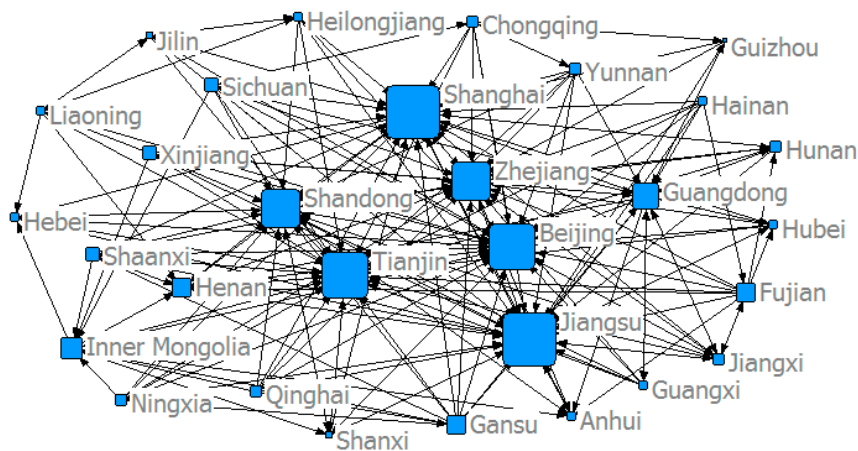 Heilongjiang
Chongqing
Jilin
Guizhou
Yunnan
Sichuan
Shanghai
Hainan
Liaoning
Xinjiang
Zhejiang
Hunan
Shandong
Guangdong
Hebei
Beijing
Hubei
Shaanxi
Tianjin
Henan
Fujian
Jiangsu
Inner Mongolia
Jiangxi
Guangxi
Qinghai
Ningxia
Anhui
Gansu
Shanxi